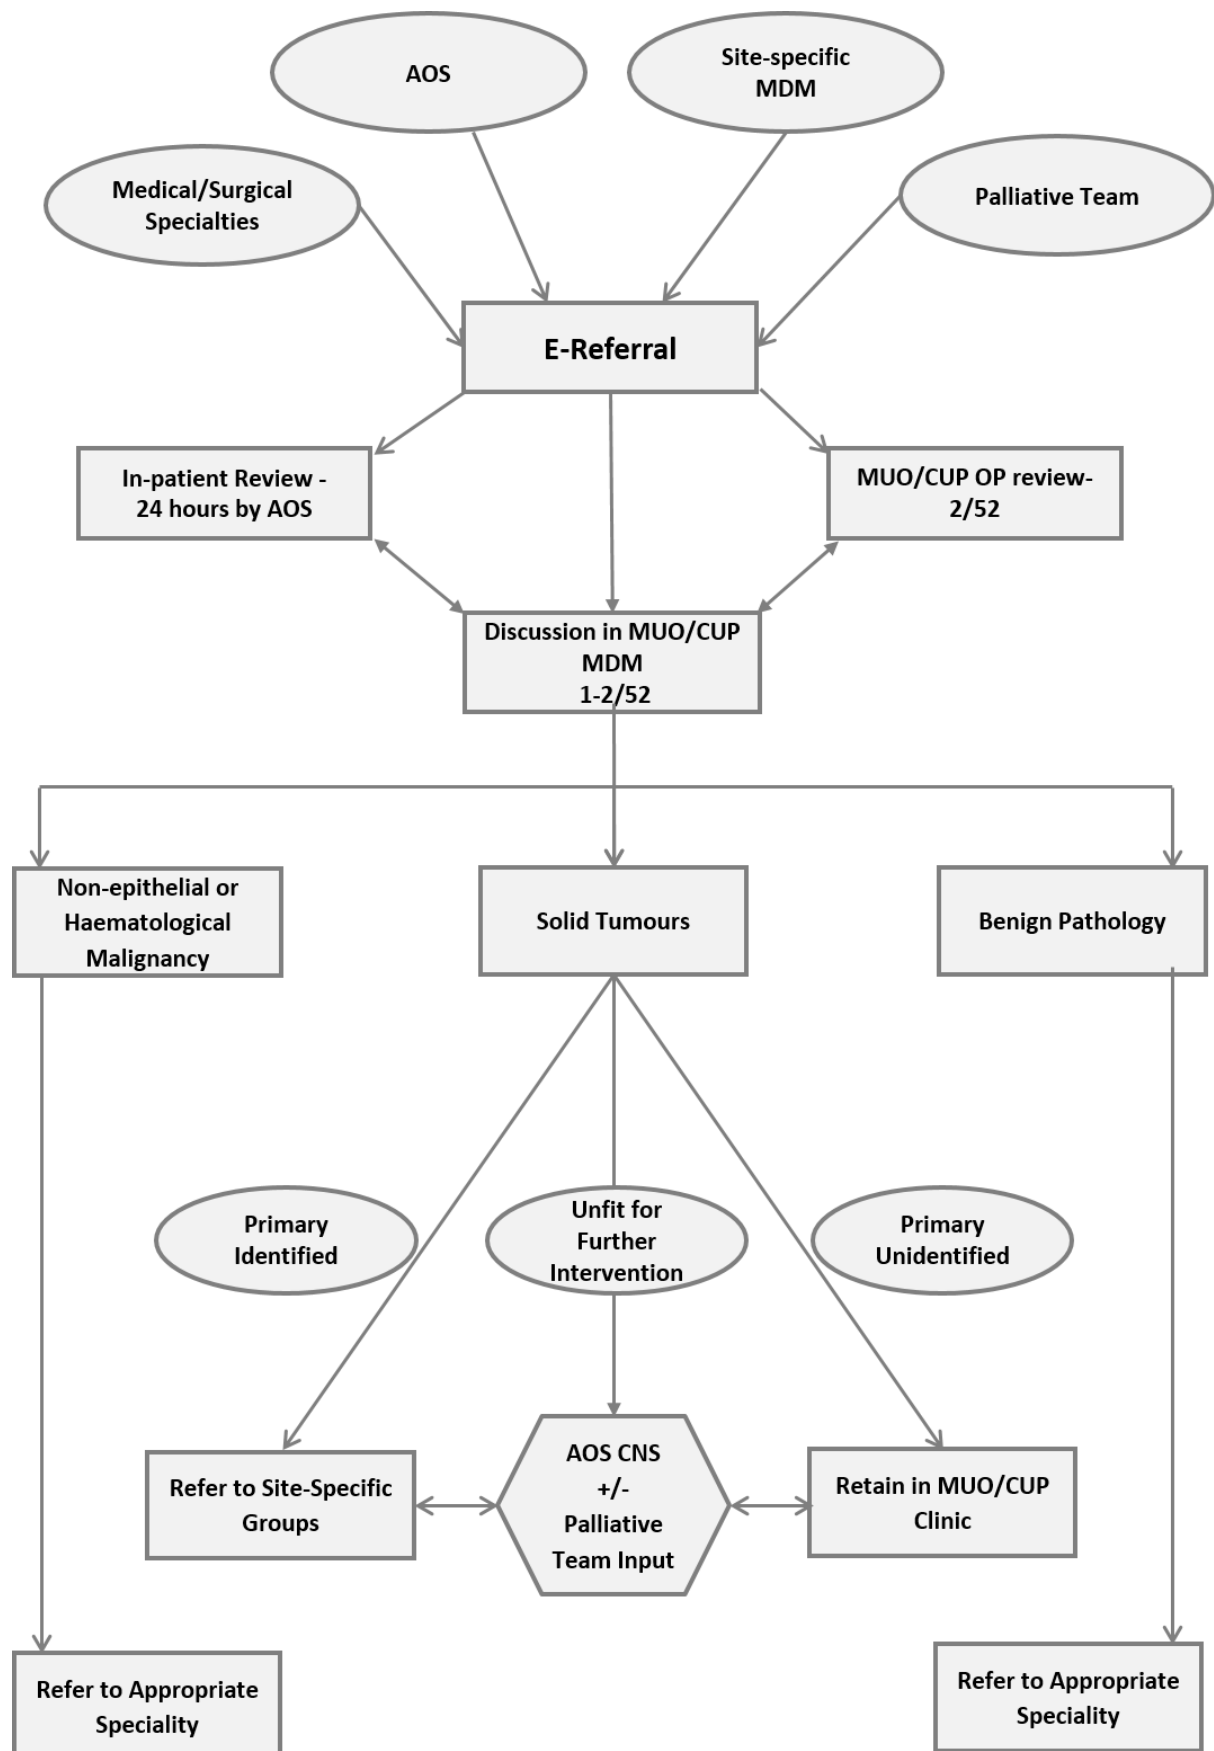 AOS
Site-specific
MDM
Medical/Surgical
Specialties
Palliative Team
E-Referral
In-patient Review -
24 hours by AOS
MUO/CUP OP review-
2/52
Discussion in MUO/CUP
MDM
1-2/52
Non-epithelial or
Haematological
Malignancy
Solid Tumours
Benign Pathology
Primary
Identified
Unfit for
Further
Intervention
Primary
Unidentified
Refer to Site-Specific
Groups
AOS CNS
+/-
Palliative
Team Input
Retain in MUO/CUP
Clinic
Refer to Appropriate
Speciality
Refer to Appropriate
Speciality